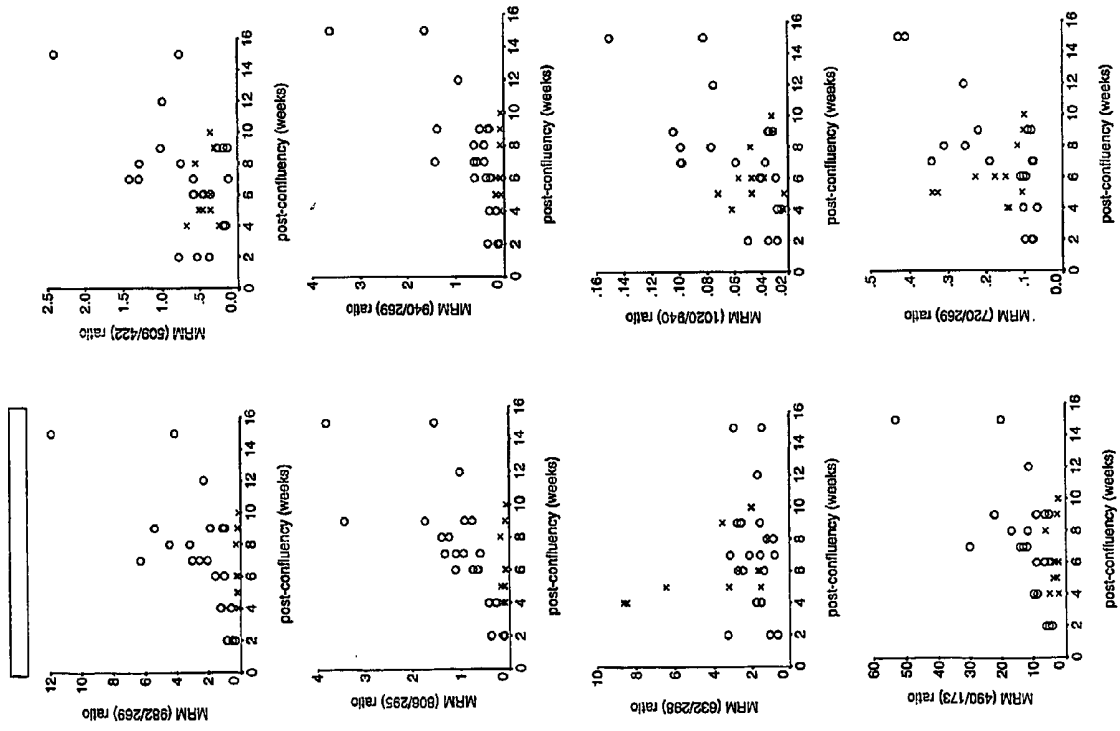 MRM (982/269)
ratio
12
10
8
6
4
2
0
0 2 4 6 8 10 12 14 16
post-confluency (weeks)
MRM (509/422)
ratio
2.5
2.0
1.5
1.0
0.5
0.0
0 2 4 6 8 10 12 14 16
post-confluency (weeks)
MRM (806/295)
ratio
4
3
2
1
0
0 2 4 6 8 10 12 14 16
post-confluency (weeks)
MRM (940/269)
ratio
4
3
2
1
0
0 2 4 6 8 10 12 14 16
post-confluency (weeks)
MRM (632/298)
ratio
10
8
6
4
2
0
0 2 4 6 8 10 12 14 16
post-confluency (weeks)
MRM (1020/940)
ratio
.16
.14
.12
.10
.08
.06
.04
.02
0 2 4 6 8 10 12 14 16
post-confluency (weeks)
MRM (490/173)
ratio
60
50
40
30
20
10
0
0 2 4 6 8 10 12 14 16
post-confluency (weeks)
MRM (720/269)
ratio
.5
.4
.3
.2
.1
0
0 2 4 6 8 10 12 14 16
post-confluency (weeks)